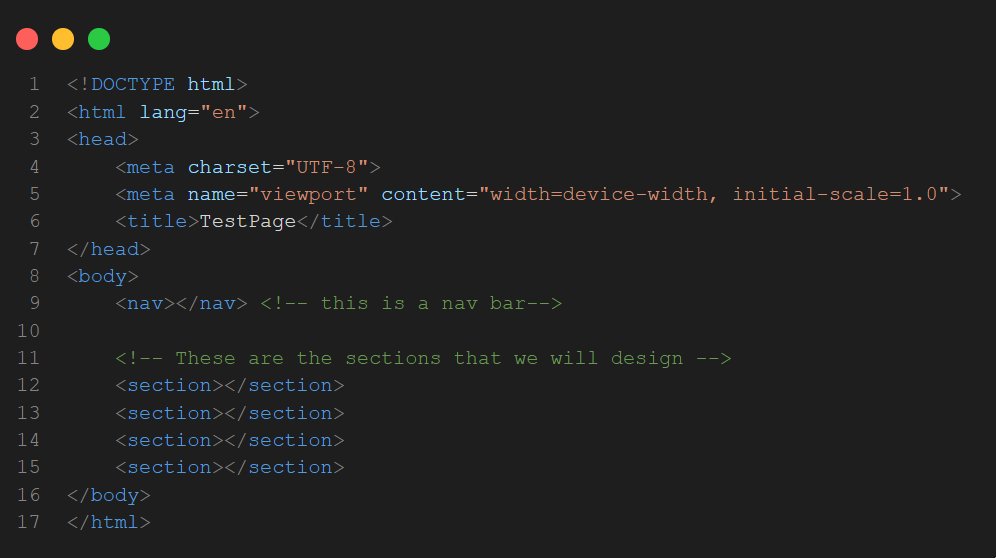 1 <!DOCTYPE html>
2 <html lang="en">
3 <head>
4     <meta charset="UTF-8">
5     <meta name="viewport" content="width=device-width, initial-scale=1.0">
6     <title>TestPage</title>
7 </head>
8 <body>
9     <nav></nav> <!-- this is a nav bar-->
10
11     <!-- These are the sections that we will design -->
12     <section></section>
13     <section></section>
14     <section></section>
15     <section></section>
16 </body>
17 </html>